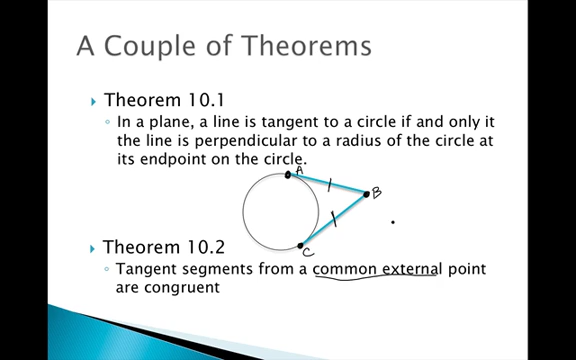 A Couple of Theorems
Theorem 10.1
In a plane, a line is tangent to a circle if and only it
the line is perpendicular to a radius of the circle at
its endpoint on the circle.
A
B
C
Theorem 10.2
Tangent segments from a common external point
are congruent